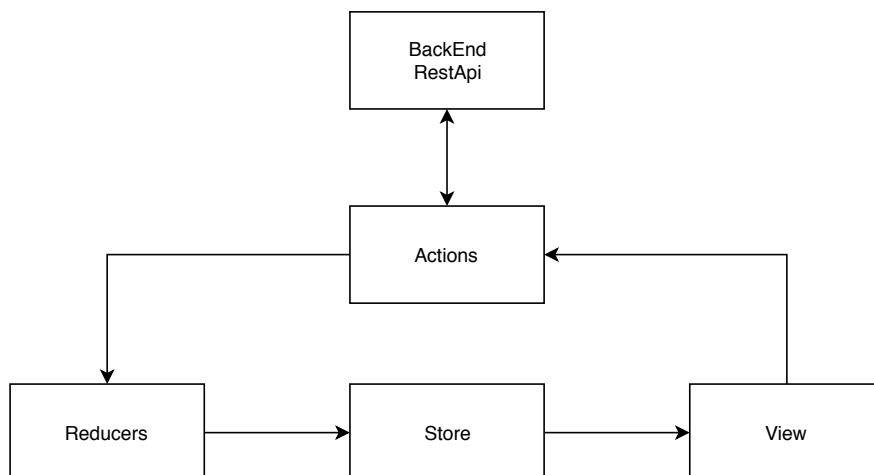 BackEnd
RestApi
Actions
Reducers
Store
View